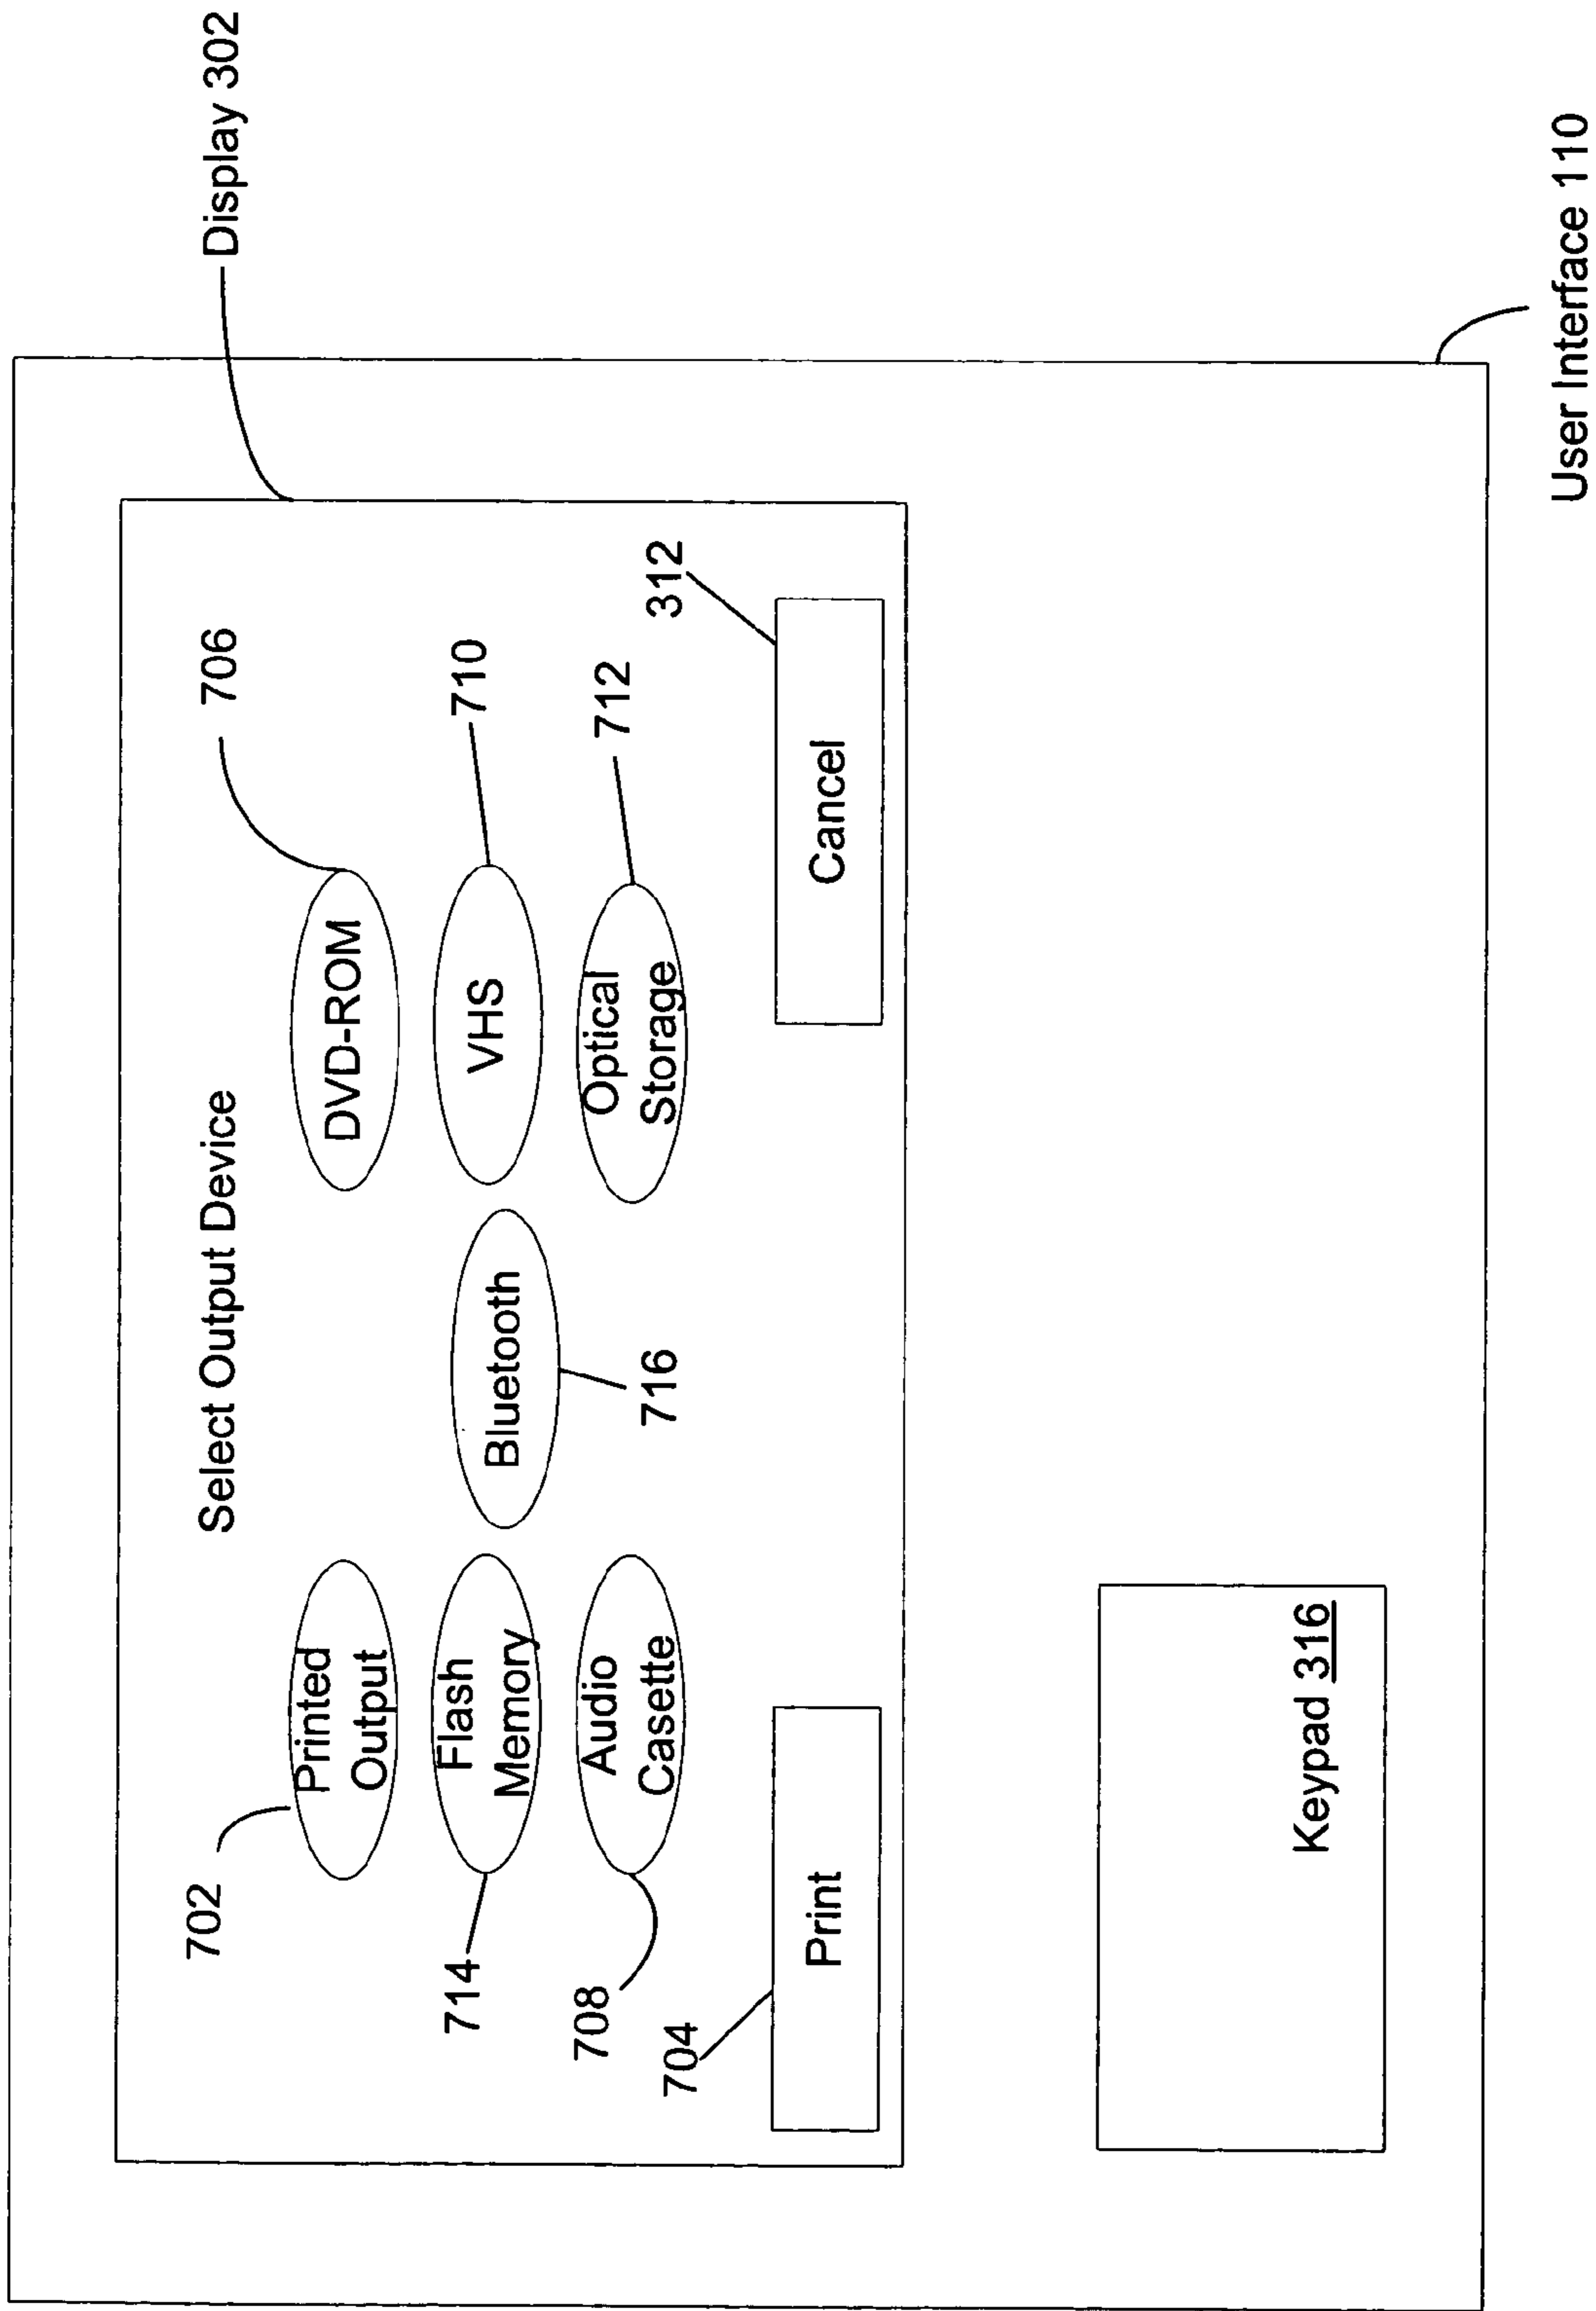 Display 302
Select Output Device
706
702
Printed
Output
DVD-ROM
714
Flash
Memory
Bluetooth
VHS
710
708
Audio
Casette
716
Optical
Storage
712
704
Print
Cancel
312
Keypad 316
User Interface 110